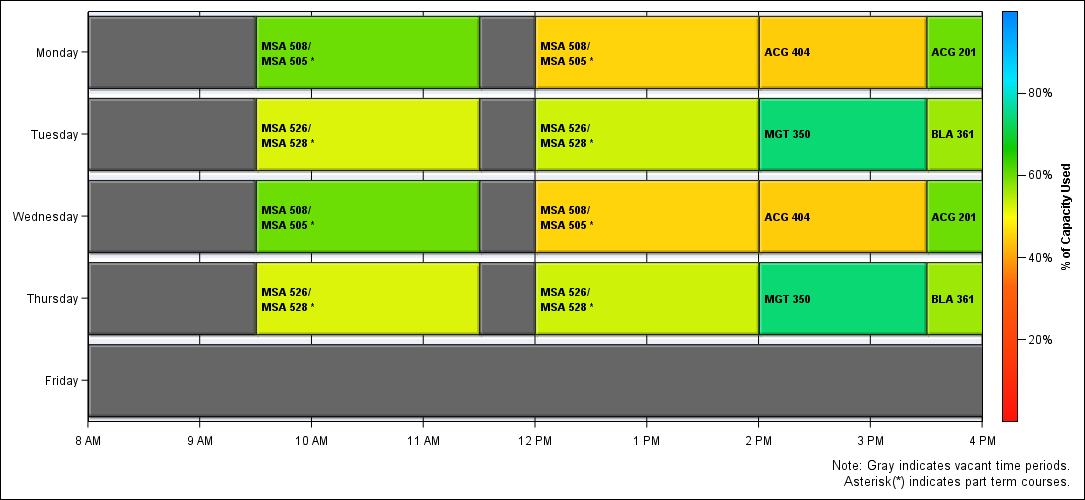 Monday
MSA 508/
MSA 505 *
MSA 508/
MSA 505 *
ACG 404
ACG 201
Tuesday
MSA 526/
MSA 528 *
MSA 526/
MSA 528 *
MGT 350
BLA 361
Wednesday
MSA 508/
MSA 505 *
MSA 508/
MSA 505 *
ACG 404
ACG 201
Thursday
MSA 526/
MSA 528 *
MSA 526/
MSA 528 *
MGT 350
BLA 361
Friday
8 AM
9 AM
10 AM
11 AM
12 PM
1 PM
2 PM
3 PM
4 PM
80%
60%
40%
20%
% of Capacity Used
Note: Gray indicates vacant time periods.
Asterisk(*) indicates part term courses.